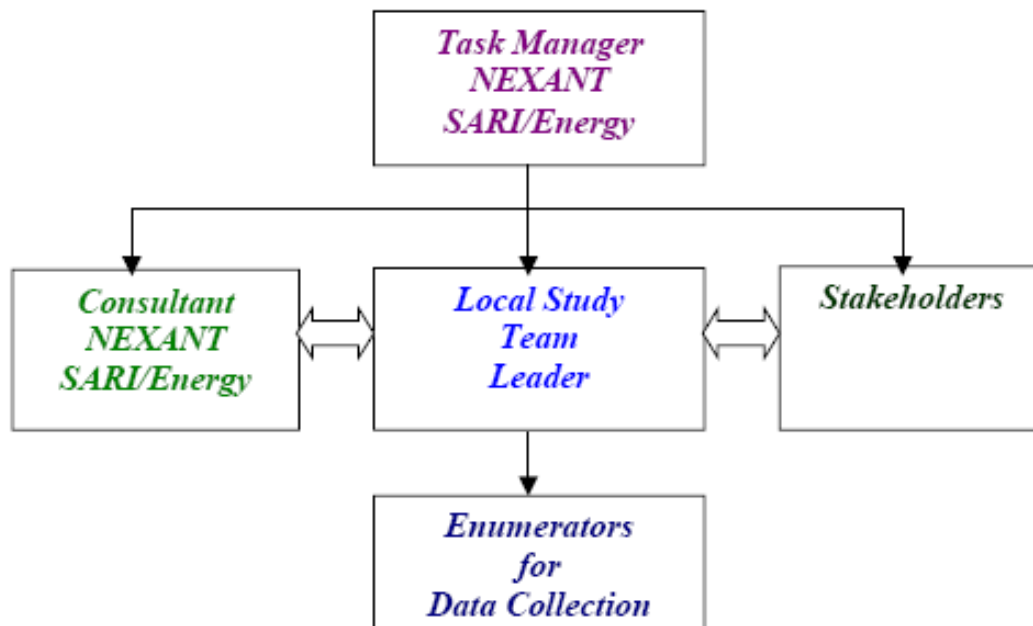 Task Manager
NEXANT
SARI/Energy
Consultant
NEXANT
SARI/Energy
Local Study
Team
Leader
Stakeholders
Enumerators
for
Data Collection